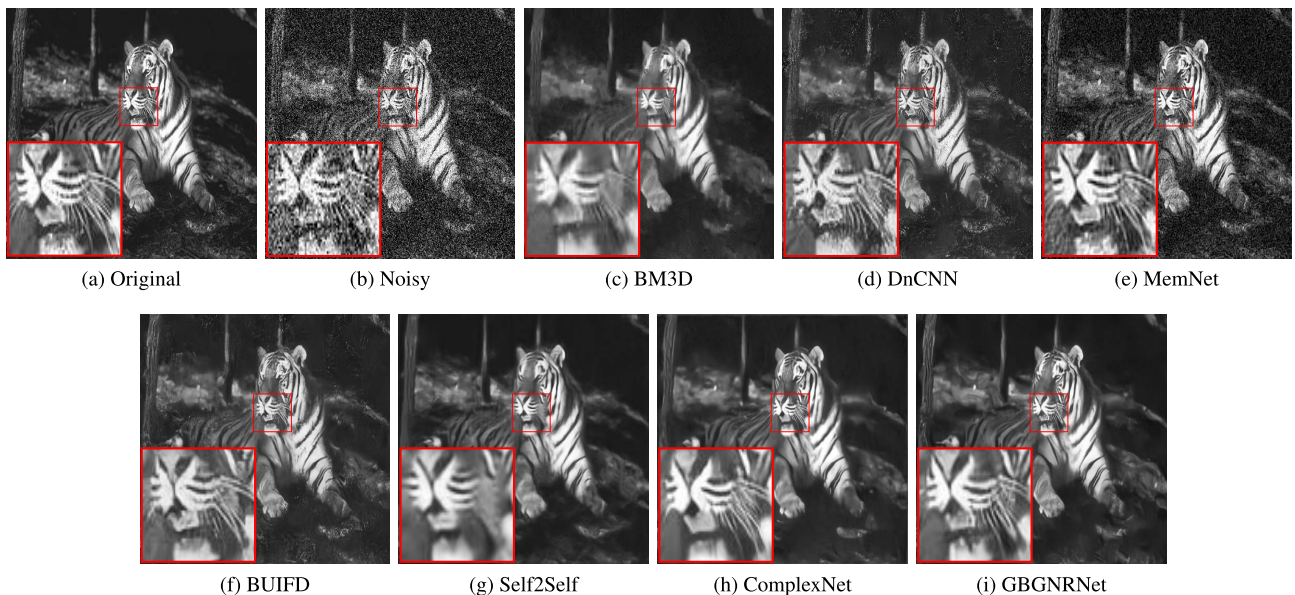 (a) Original
(b) Noisy
(c) BM3D
(d) DnCNN
(e) MemNet
(f) BUIFD
(g) Self2Self
(h) ComplexNet
(i) GBGNRNet